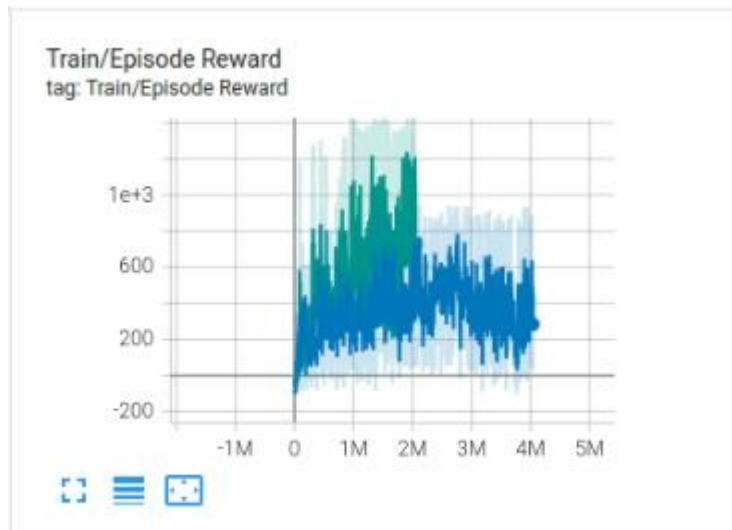 Train/Episode Reward
tag: Train/Episode Reward
1e+3
600
200
-200
-1M 0 1M 2M 3M 4M 5M